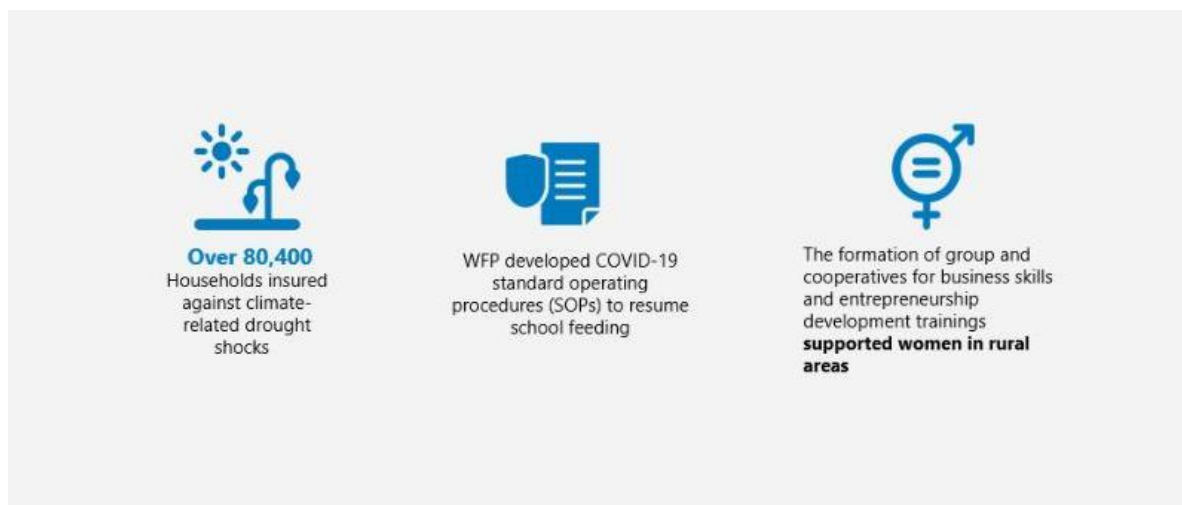 Over 80,400
Households insured
against climate-
related drought
shocks
WFP developed COVID-19
standard operating
procedures (SOPs) to resume
school feeding
The formation of group and
cooperatives for business skills
and entrepreneurship
development trainings
supported women in rural
areas